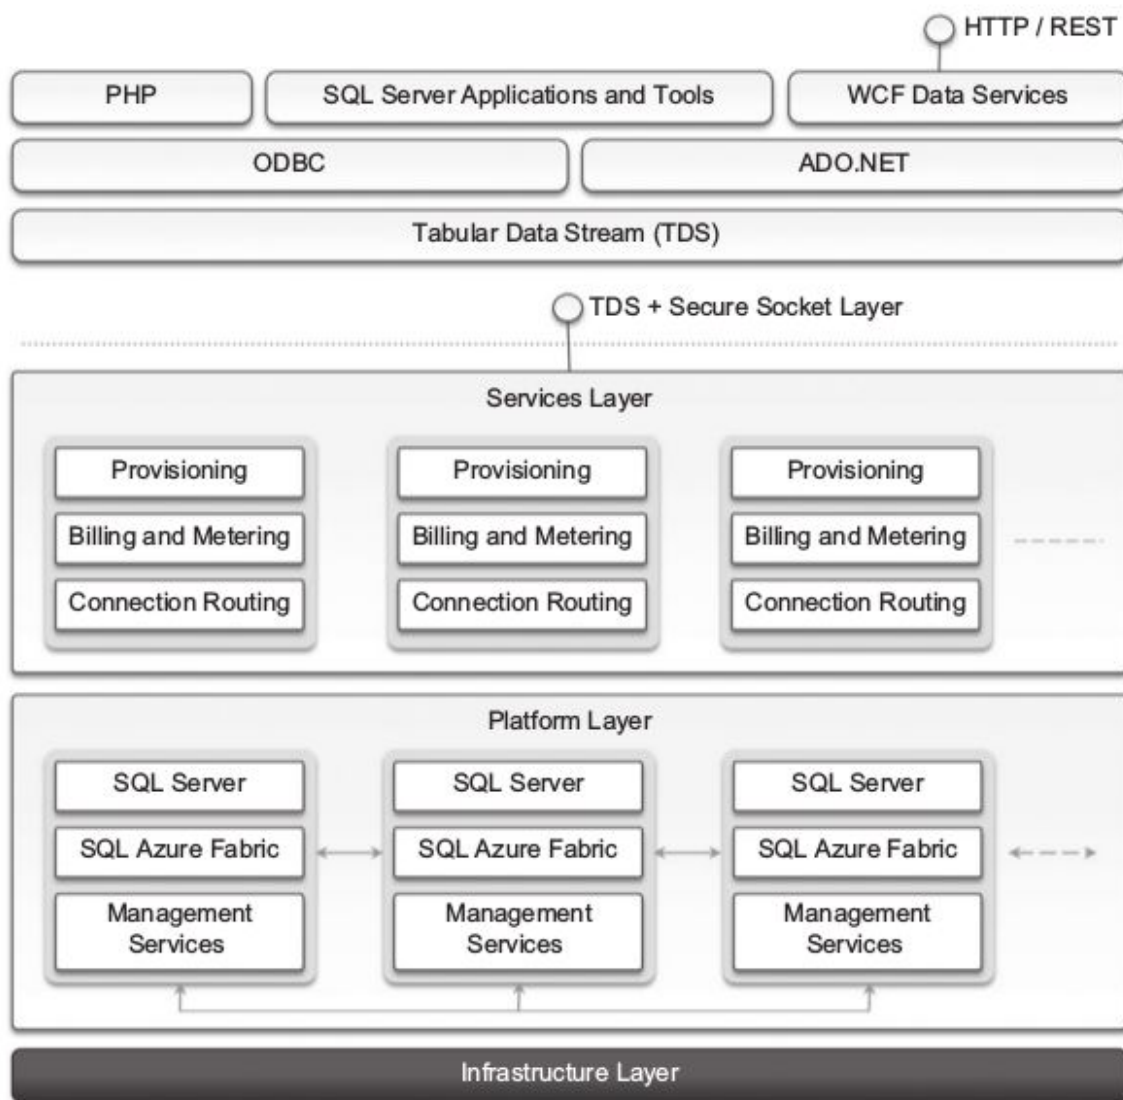 HTTP / REST
PHP
SQL Server Applications and Tools
WCF Data Services
ODBC
ADO.NET
Tabular Data Stream (TDS)
TDS + Secure Socket Layer
Services Layer
Provisioning
Provisioning
Provisioning
Billing and Metering
Billing and Metering
Billing and Metering
Connection Routing
Connection Routing
Connection Routing
Platform Layer
SQL Server
SQL Server
SQL Server
SQL Azure Fabric
SQL Azure Fabric
SQL Azure Fabric
Management
Services
Management
Services
Management
Services
Infrastructure Layer